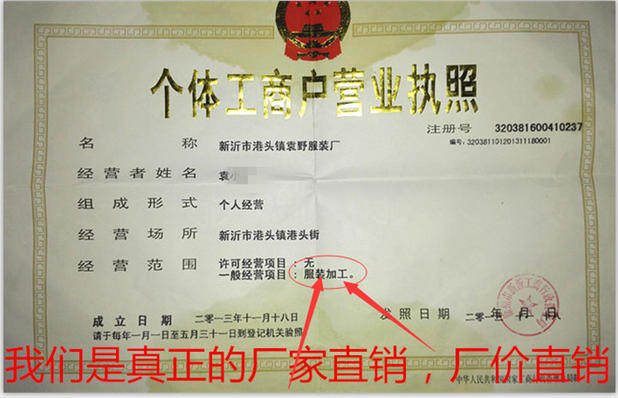 个体工商户营业执照
注册号 320381600410237
编号: 320381101201311180001
名 称 新沂市港头镇袁野服装厂
经营者姓名 袁小
组成形式 个人经营
经营场所 新沂市港头镇港头街
经营范围 许可经营项目：无
一般经营项目：服装加工。
成立日期 二〇一三年十一月十八日
发照日期 二〇一三年 月 日
请于每年一月一日至五月三十一日到登记机关验照
我们是真正的厂家直销，厂价直销